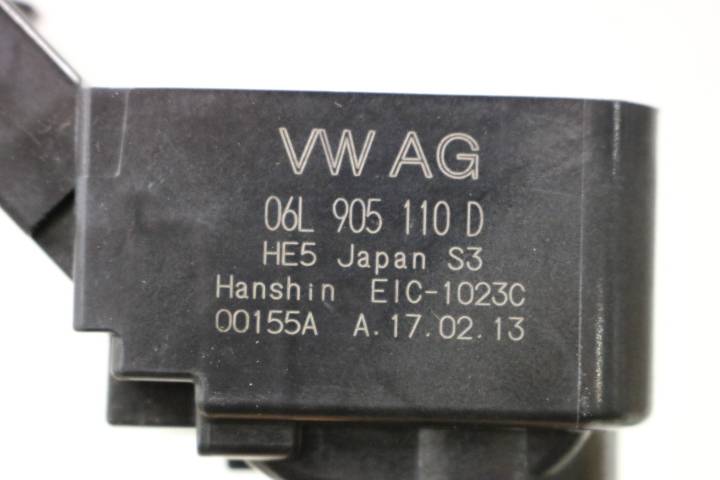 VW AG
06L 905 110 D
HE5 Japan S3
Hanshin EIC-1023C
00155A A.17.02.13